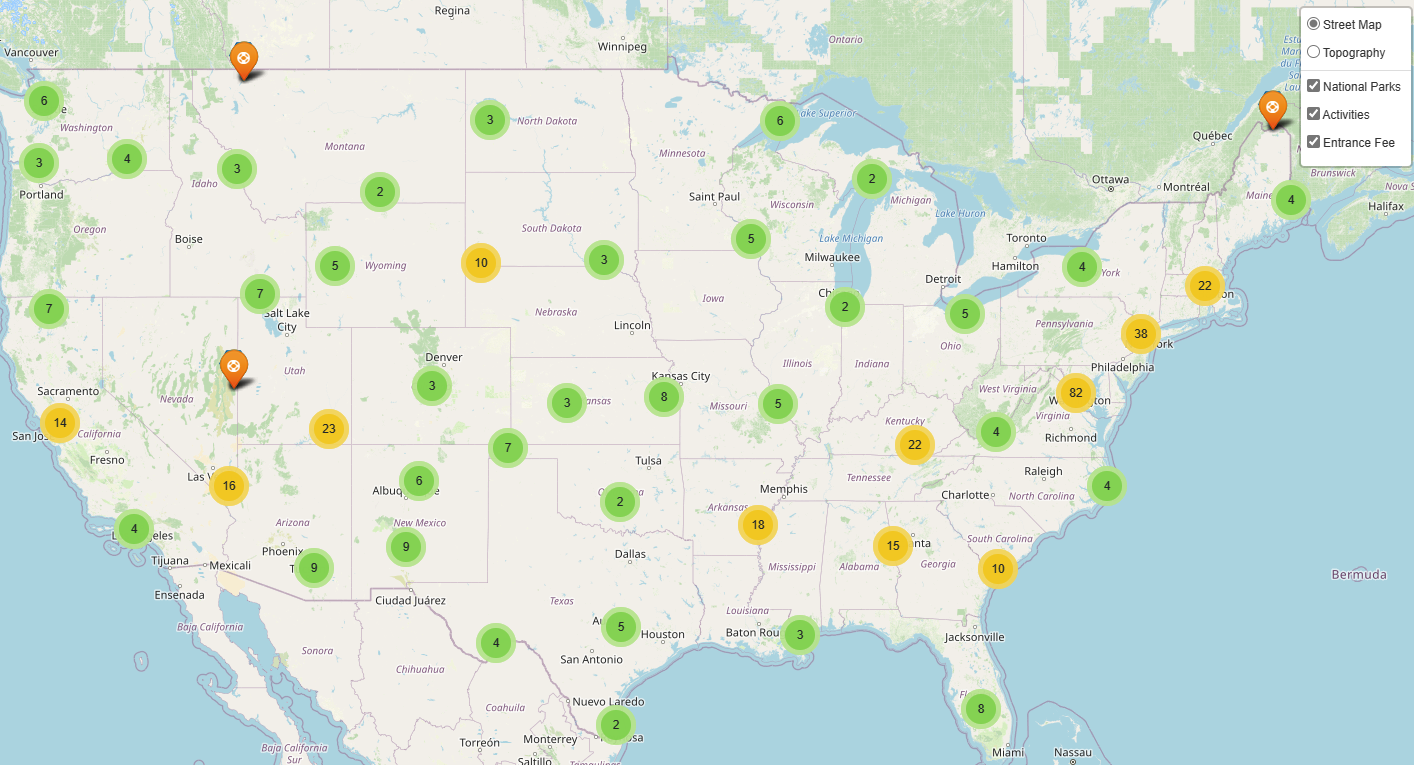 Regina
Vancouver
Winnipeg
Ontario
Street Map
Topography
National Parks
Activities
Entrance Fee
6
Washington
3
North Dakota
6
Lake Superior
Québec
3
4
3
Montana
Minnesota
2
Idaho
2
Portland
Saint Paul
Wisconsin
Michigan
Ottawa
Montréal
Brunswick
Maine
4
Halifax
Oregon
Boise
South Dakota
5
Lake Michigan
Lake Huron
Toronto
5
Wyoming
10
3
Milwaukee
Hamilton
4
York
7
Detroit
22
7
Salt Lake
City
Iowa
2
5
Nebraska
Lincoln
Pennsylvania
38
Denver
Utah
Illinois
Indiana
Ohio
Philadelphia
Sacramento
Nevada
3
Kansas City
8
3
Missouri
5
West Virginia
82
Virginia
14
California
23
Kentucky
22
4
Richmond
Fresno
7
Tulsa
Tennessee
Raleigh
16
6
Memphis
Charlotte
North Carolina
4
2
Arkansas
18
Arizona
New Mexico
4
Phoenix
9
9
Dallas
Mississippi
Alabama
15
Georgia
South Carolina
10
Tijuana
Mexicali
Bermuda
Ensenada
Ciudad Juárez
Texas
Louisiana
Baja California
5
Houston
3
Jacksonville
Sonora
4
San Antonio
Chihuahua
Coahuila
Nuevo Laredo
2
8
Torreón
Monterrey
Saltillo
Baja California
Sur
Miami
Nassau